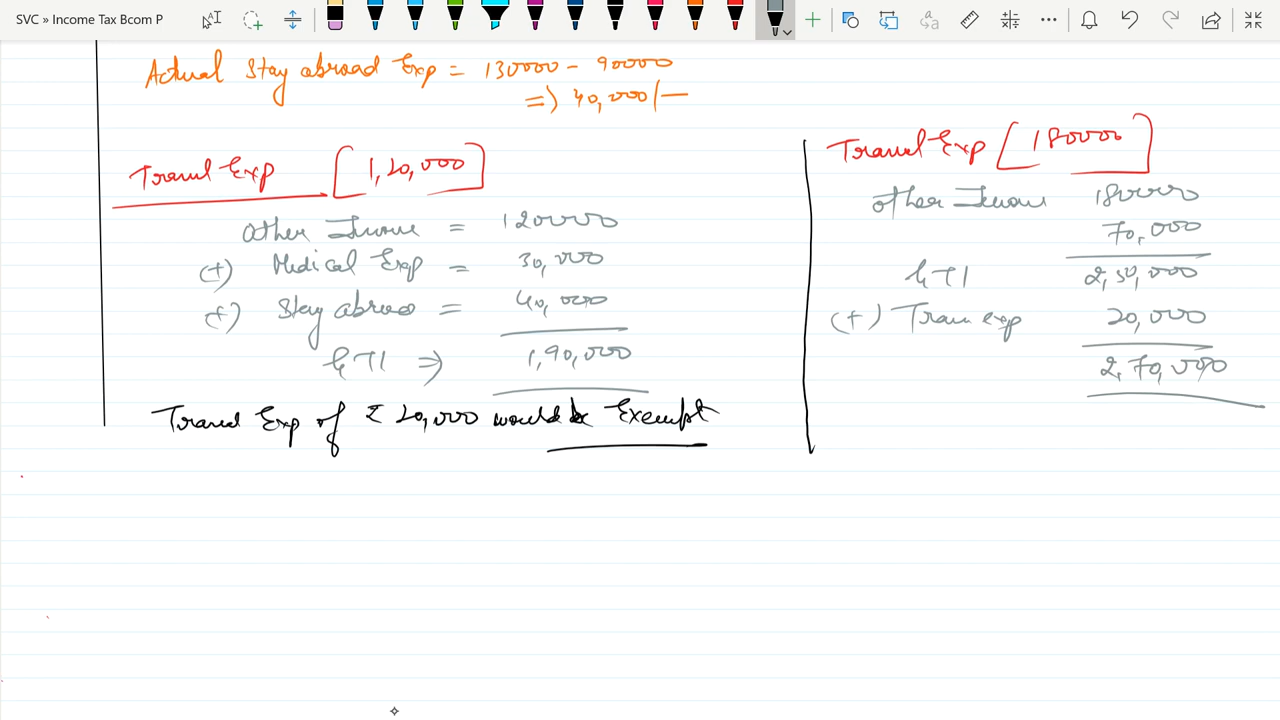 SVC » Income Tax Bcom P
Actual Stay abroad Exp = 130000 - 90000
=> 40,000/-
Travel Exp [1,20,000]
Other Income = 120000
(+) Medical Exp = 30,000
(+) Stay abroad = 40,000
GTI => 1,90,000
Travel Exp of ₹ 20,000 would be Exempt
Travel Exp [180000]
other Income 180000
70,000
GTI 2,50,000
(+) Travel exp 20,000
2,70,000